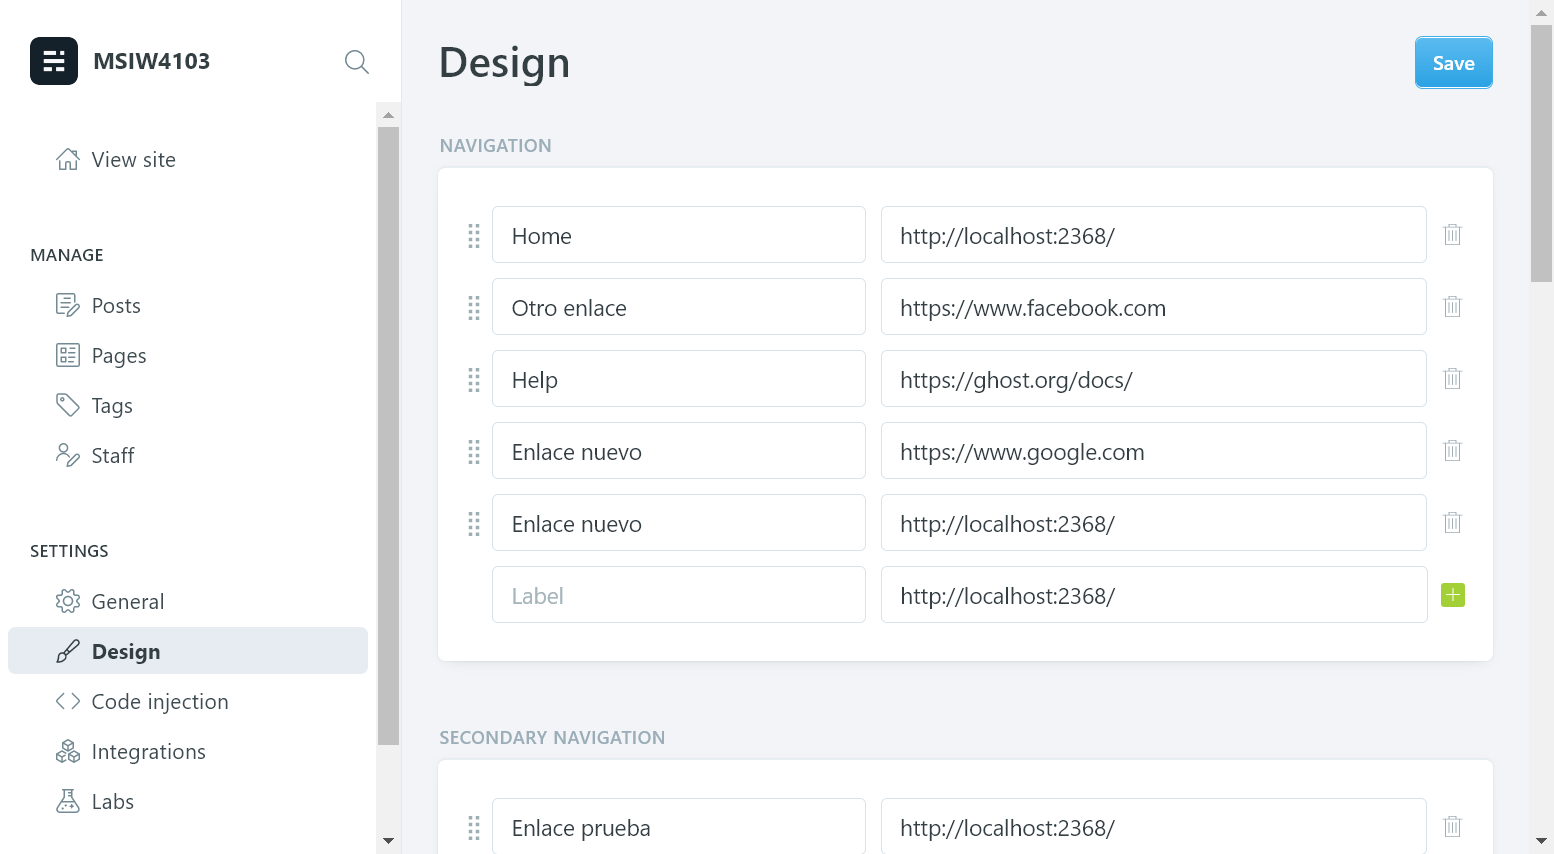 MSIW4103
View site
MANAGE
Posts
Pages
Tags
Staff
SETTINGS
General
Design
Code injection
Integrations
Labs
Design
Save
NAVIGATION
Home http://localhost:2368/
Otro enlace https://www.facebook.com
Help https://ghost.org/docs/
Enlace nuevo https://www.google.com
Enlace nuevo http://localhost:2368/
Label http://localhost:2368/
SECONDARY NAVIGATION
Enlace prueba http://localhost:2368/